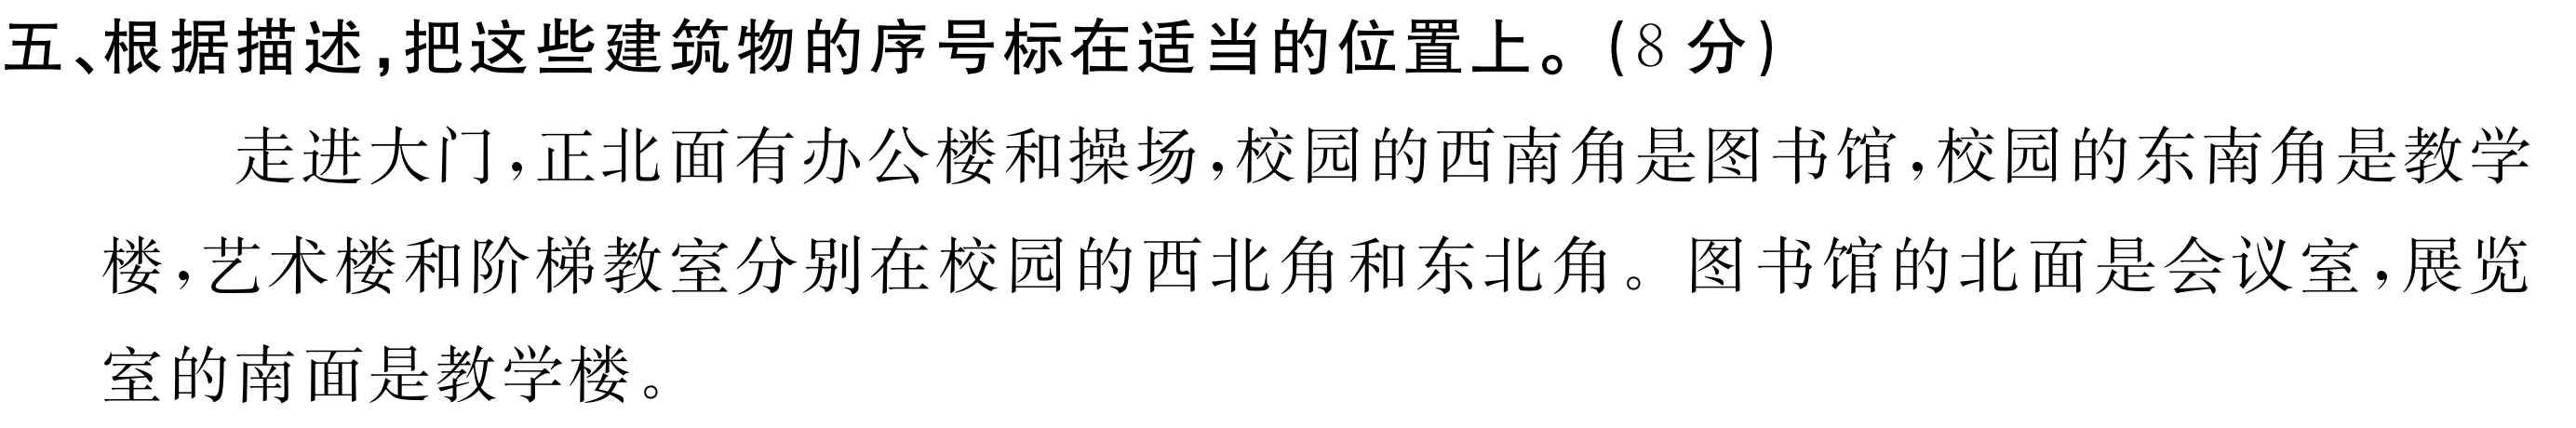 五、根据描述,把这些建筑物的序号标在适当的位置上。(8 分)
走进大门,正北面有办公楼和操场,校园的西南角是图书馆,校园的东南角是教学
楼,艺术楼和阶梯教室分别在校园的西北角和东北角。图书馆的北面是会议室,展览
室的南面是教学楼。